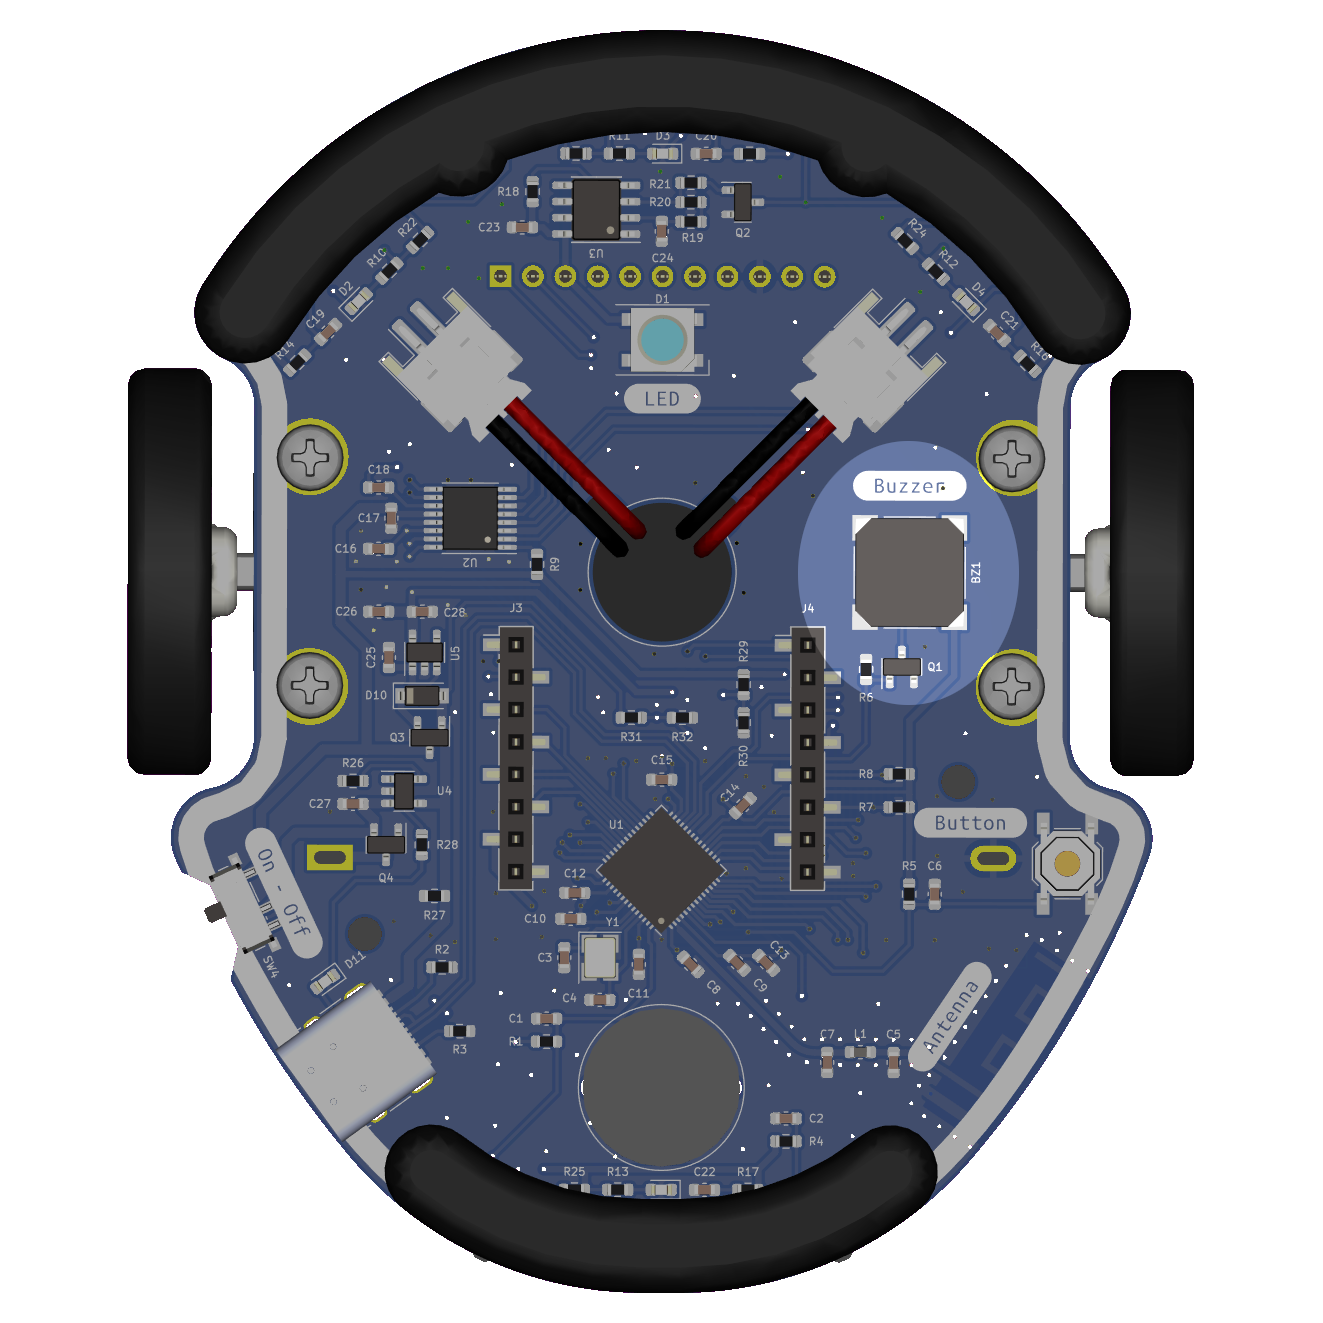 R11 D3 C20
R18 R21
R20
C23 R19 Q2
U3 C24
R22 R24
R10 R12
D2 D1 D4
C19 C21
R14 R16
LED
C18 Buzzer
C17
C16 U2 R9 BZ1
C26 C28 J3 J4
C25 U5 R29 Q1
D10 R6
Q3 R31 R32 R30
R26 C15 R8
C27 U4 C14 R7
U1 Button
R28
Q4 C12 R5 C6
On - Off R27
C10 Y1
SW4 D11 R2 C3 C13
C11 C8 C9
C4 Antenna
C1
R3 R1 C7 L1 C5
C2
R4
R25 R13 C22 R17